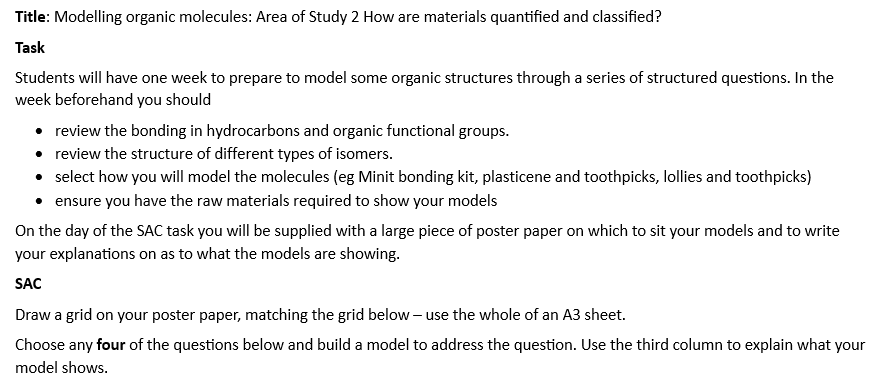 Title: Modelling organic molecules: Area of Study 2 How are materials quantified and classified?
Task
Students will have one week to prepare to model some organic structures through a series of structured questions. In the
week beforehand you should
• review the bonding in hydrocarbons and organic functional groups.
• review the structure of different types of isomers.
• select how you will model the molecules (eg Minit bonding kit, plasticene and toothpicks, lollies and toothpicks)
• ensure you have the raw materials required to show your models
On the day of the SAC task you will be supplied with a large piece of poster paper on which to sit your models and to write
your explanations on as to what the models are showing.
SAC
Draw a grid on your poster paper, matching the grid below – use the whole of an A3 sheet.
Choose any four of the questions below and build a model to address the question. Use the third column to explain what your
model shows.